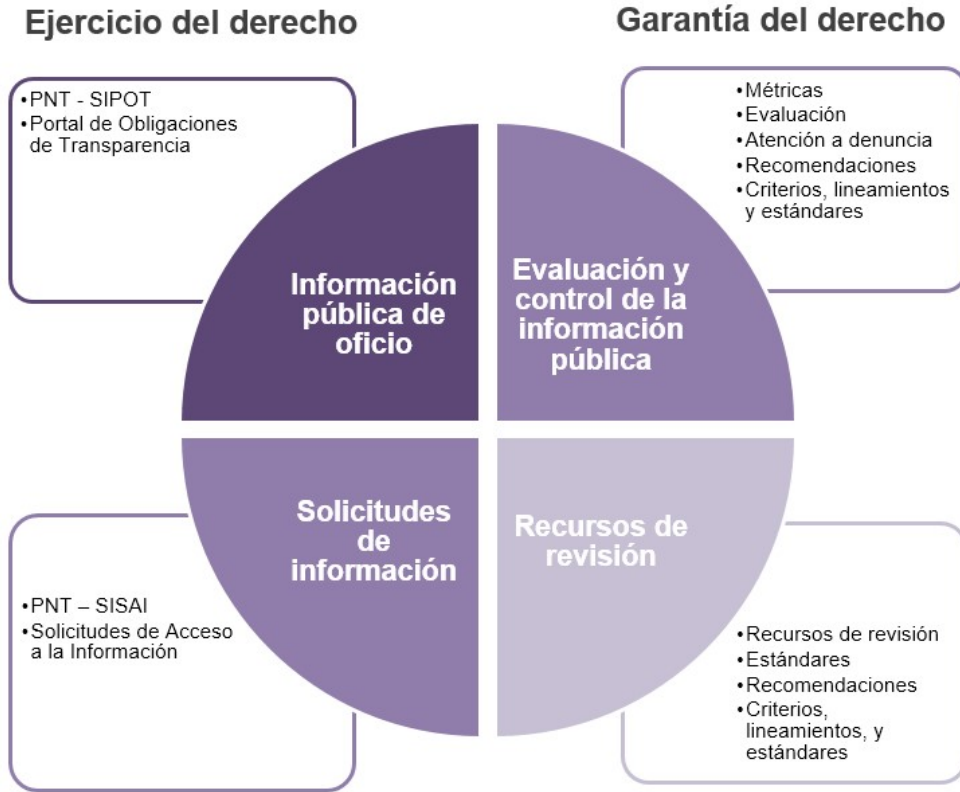 Ejercicio del derecho
Garantía del derecho
•PNT - SIPOT
•Portal de Obligaciones
de Transparencia
•Métricas
•Evaluación
•Atención a denuncia
•Recomendaciones
•Criterios, lineamientos
y estándares
Información
pública de
oficio
Evaluación y
control de la
información
pública
Solicitudes
de
información
Recursos de
revisión
•PNT – SISAI
•Solicitudes de Acceso
a la Información
•Recursos de revisión
•Estándares
•Recomendaciones
•Criterios,
lineamientos, y
estándares